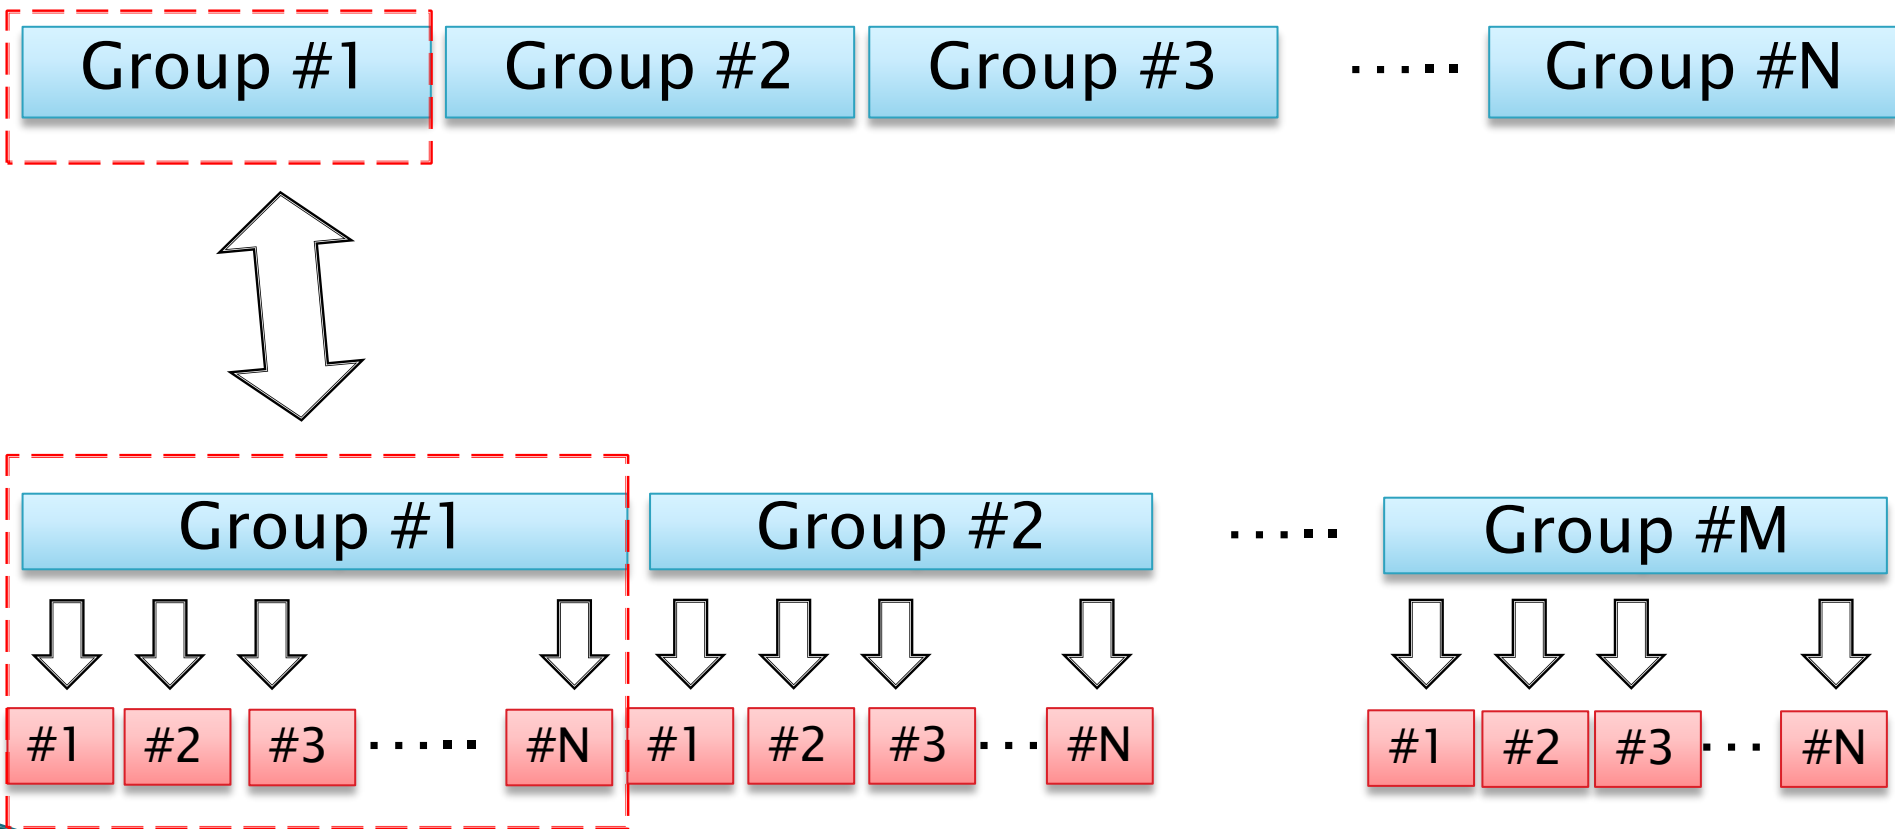 Group #1 Group #2 Group #3 ..... Group #N
Group #1 Group #2 ..... Group #M
#1 #2 #3 ..... #N #1 #2 #3 ... #N #1 #2 #3 ... #N